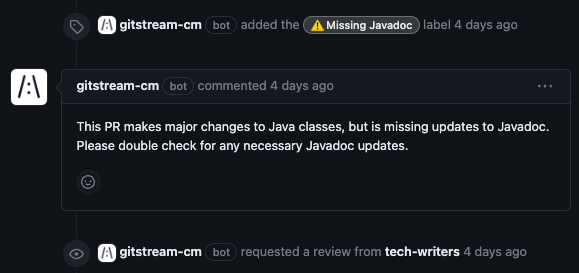 gitstream-cm bot added the ⚠️ Missing Javadoc label 4 days ago
gitstream-cm bot commented 4 days ago
This PR makes major changes to Java classes, but is missing updates to Javadoc.
Please double check for any necessary Javadoc updates.
gitstream-cm bot requested a review from tech-writers 4 days ago